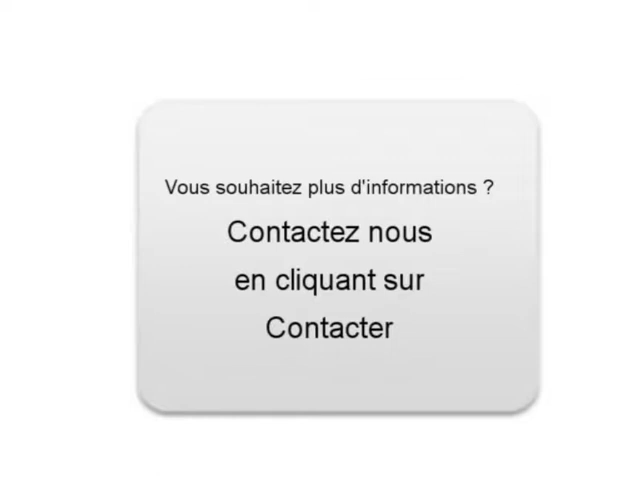 Vous souhaitez plus d'informations ?
Contactez nous
en cliquant sur
Contacter